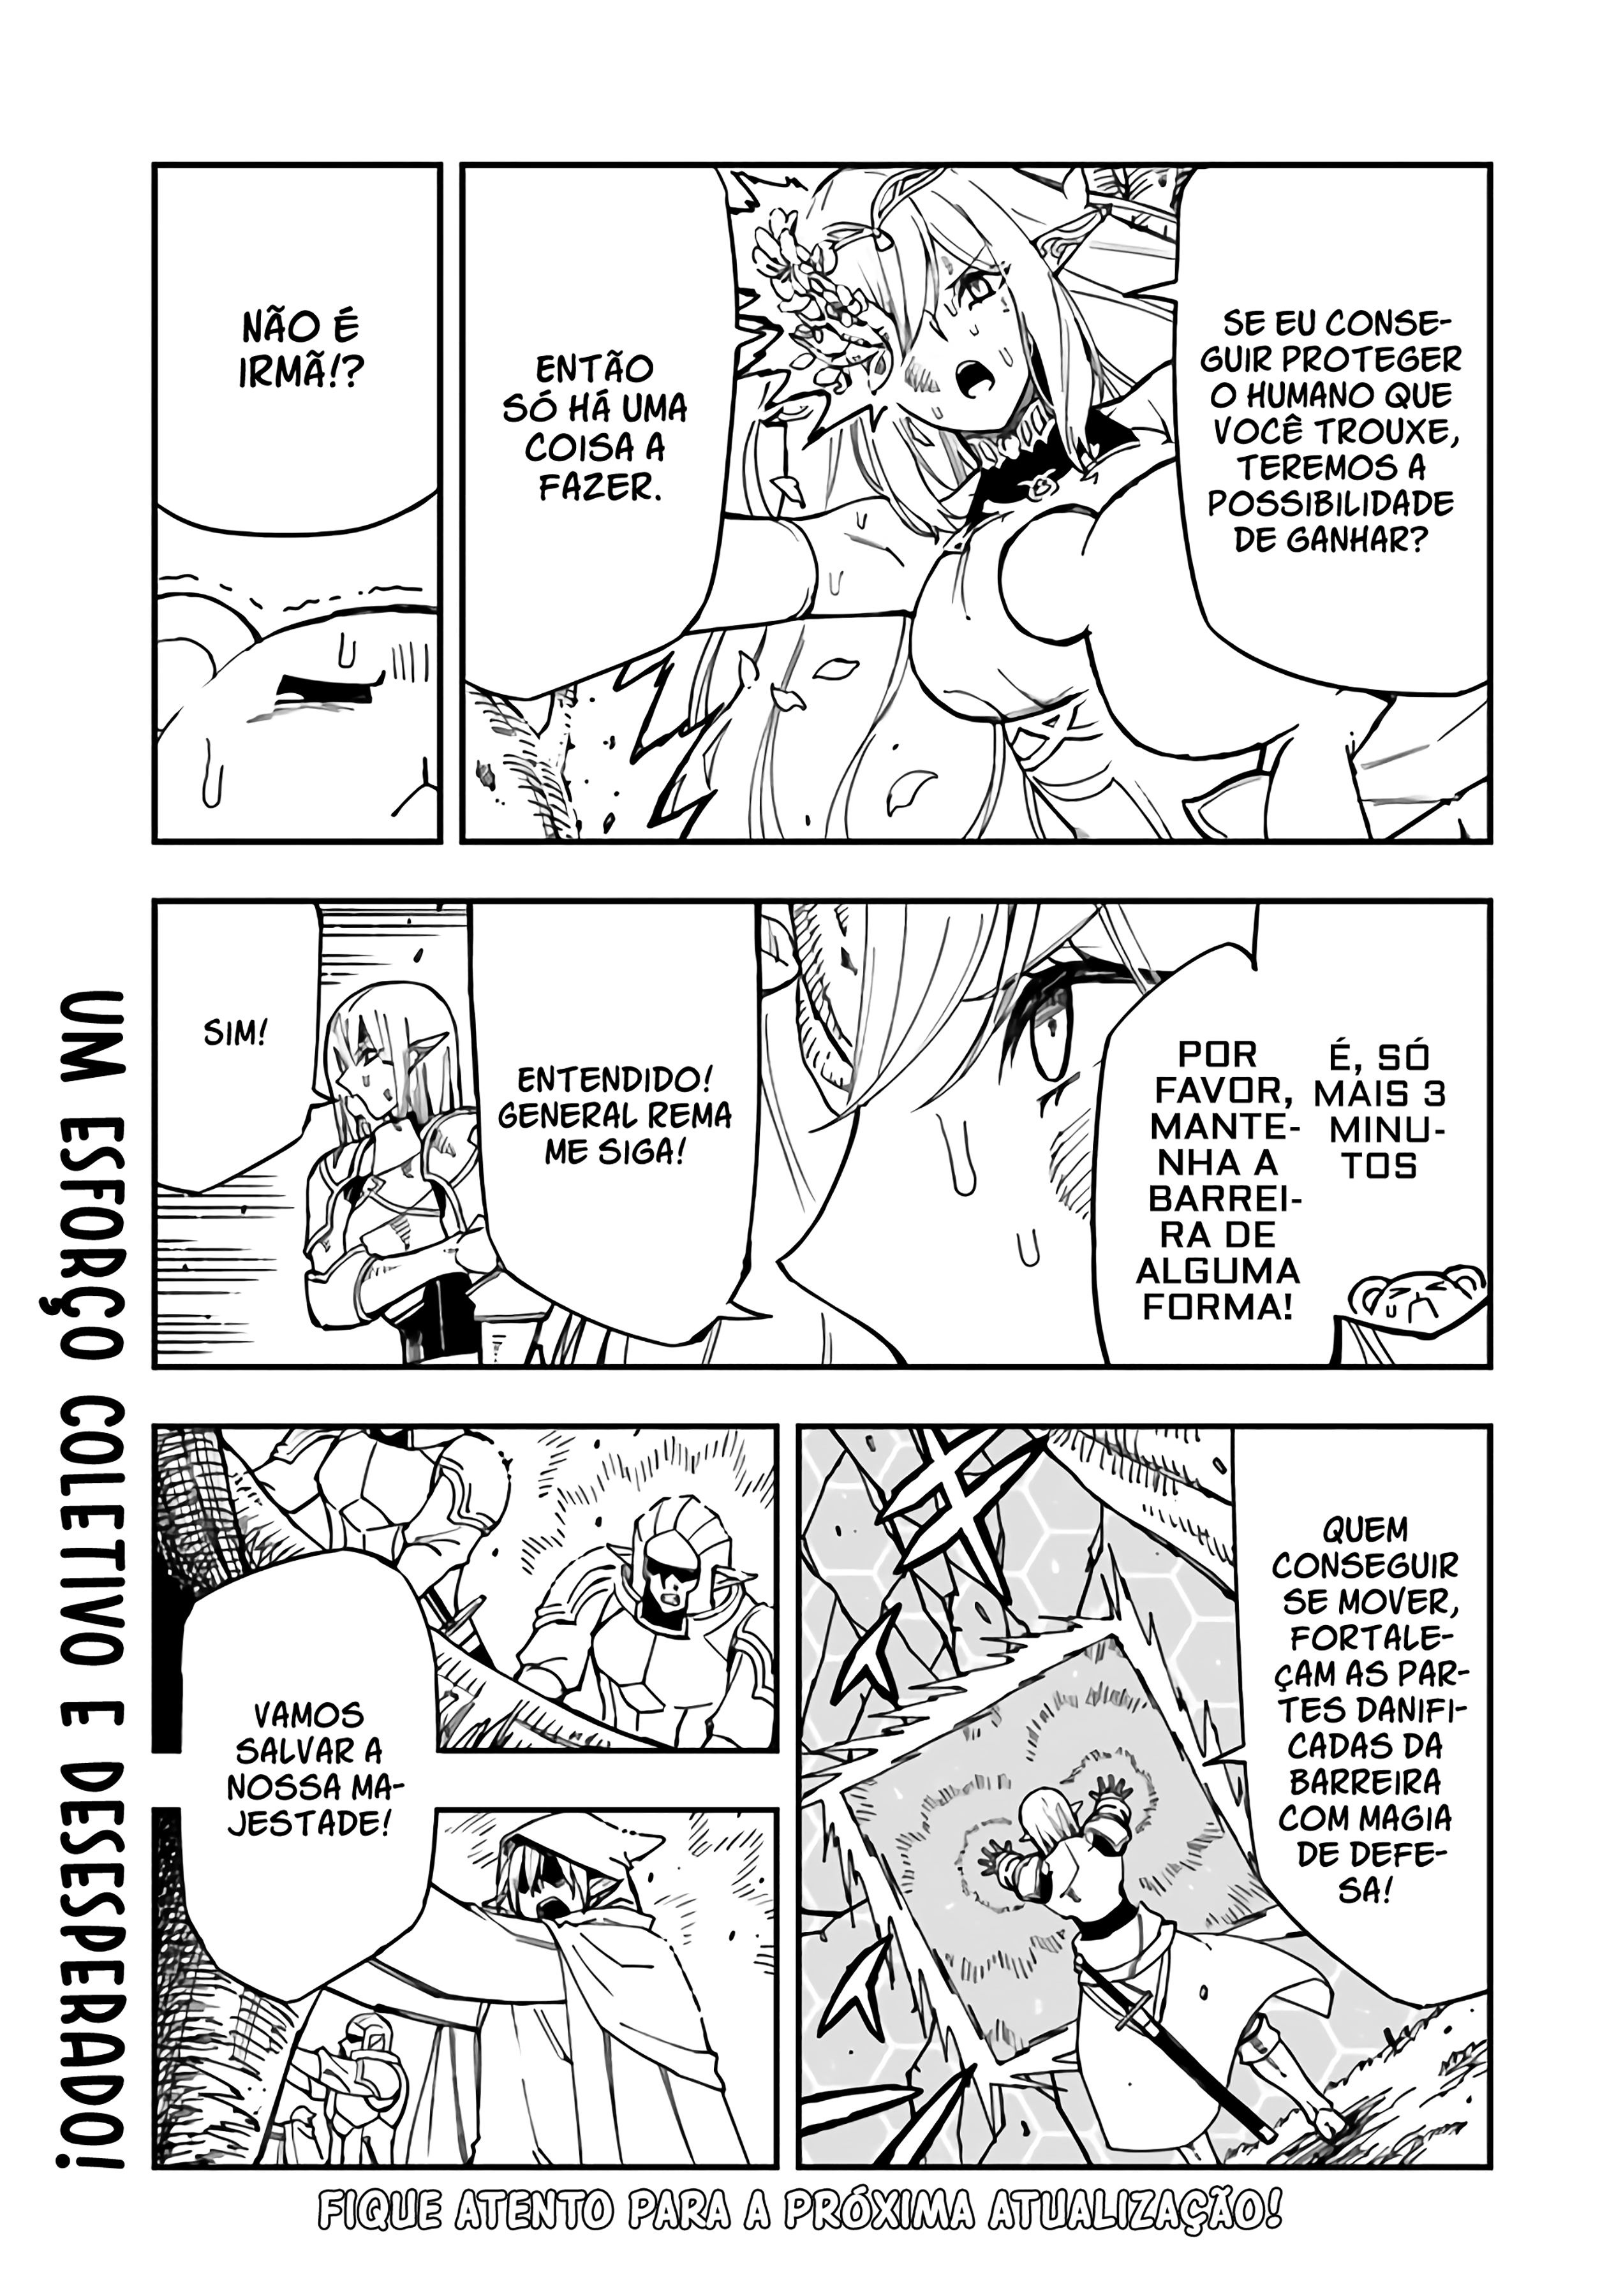 SE EU CONSE-
GUIR PROTEGER
O HUMANO QUE
VOCÊ TROUXE,
TEREMOS A
POSSIBILIDADE
DE GANHAR?
ENTÃO
SÓ HÁ UMA
COISA A
FAZER.
NÃO É
IRMÃ!?
É, SÓ
MAIS 3
MINU-
TOS
POR
FAVOR,
MANTE-
NHA A
BARREI-
RA DE
ALGUMA
FORMA!
ENTENDIDO!
GENERAL REMA
ME SIGA!
SIM!
QUEM
CONSEGUIR
SE MOVER,
FORTALE-
ÇAM AS PAR-
TES DANIFI-
CADAS DA
BARREIRA
COM MAGIA
DE DEFE-
SA!
VAMOS
SALVAR A
NOSSA MA-
JESTADE!
UM ESFORÇO COLETIVO E DESESPERADO!
FIQUE ATENTO PARA A PRÓXIMA ATUALIZAÇÃO!